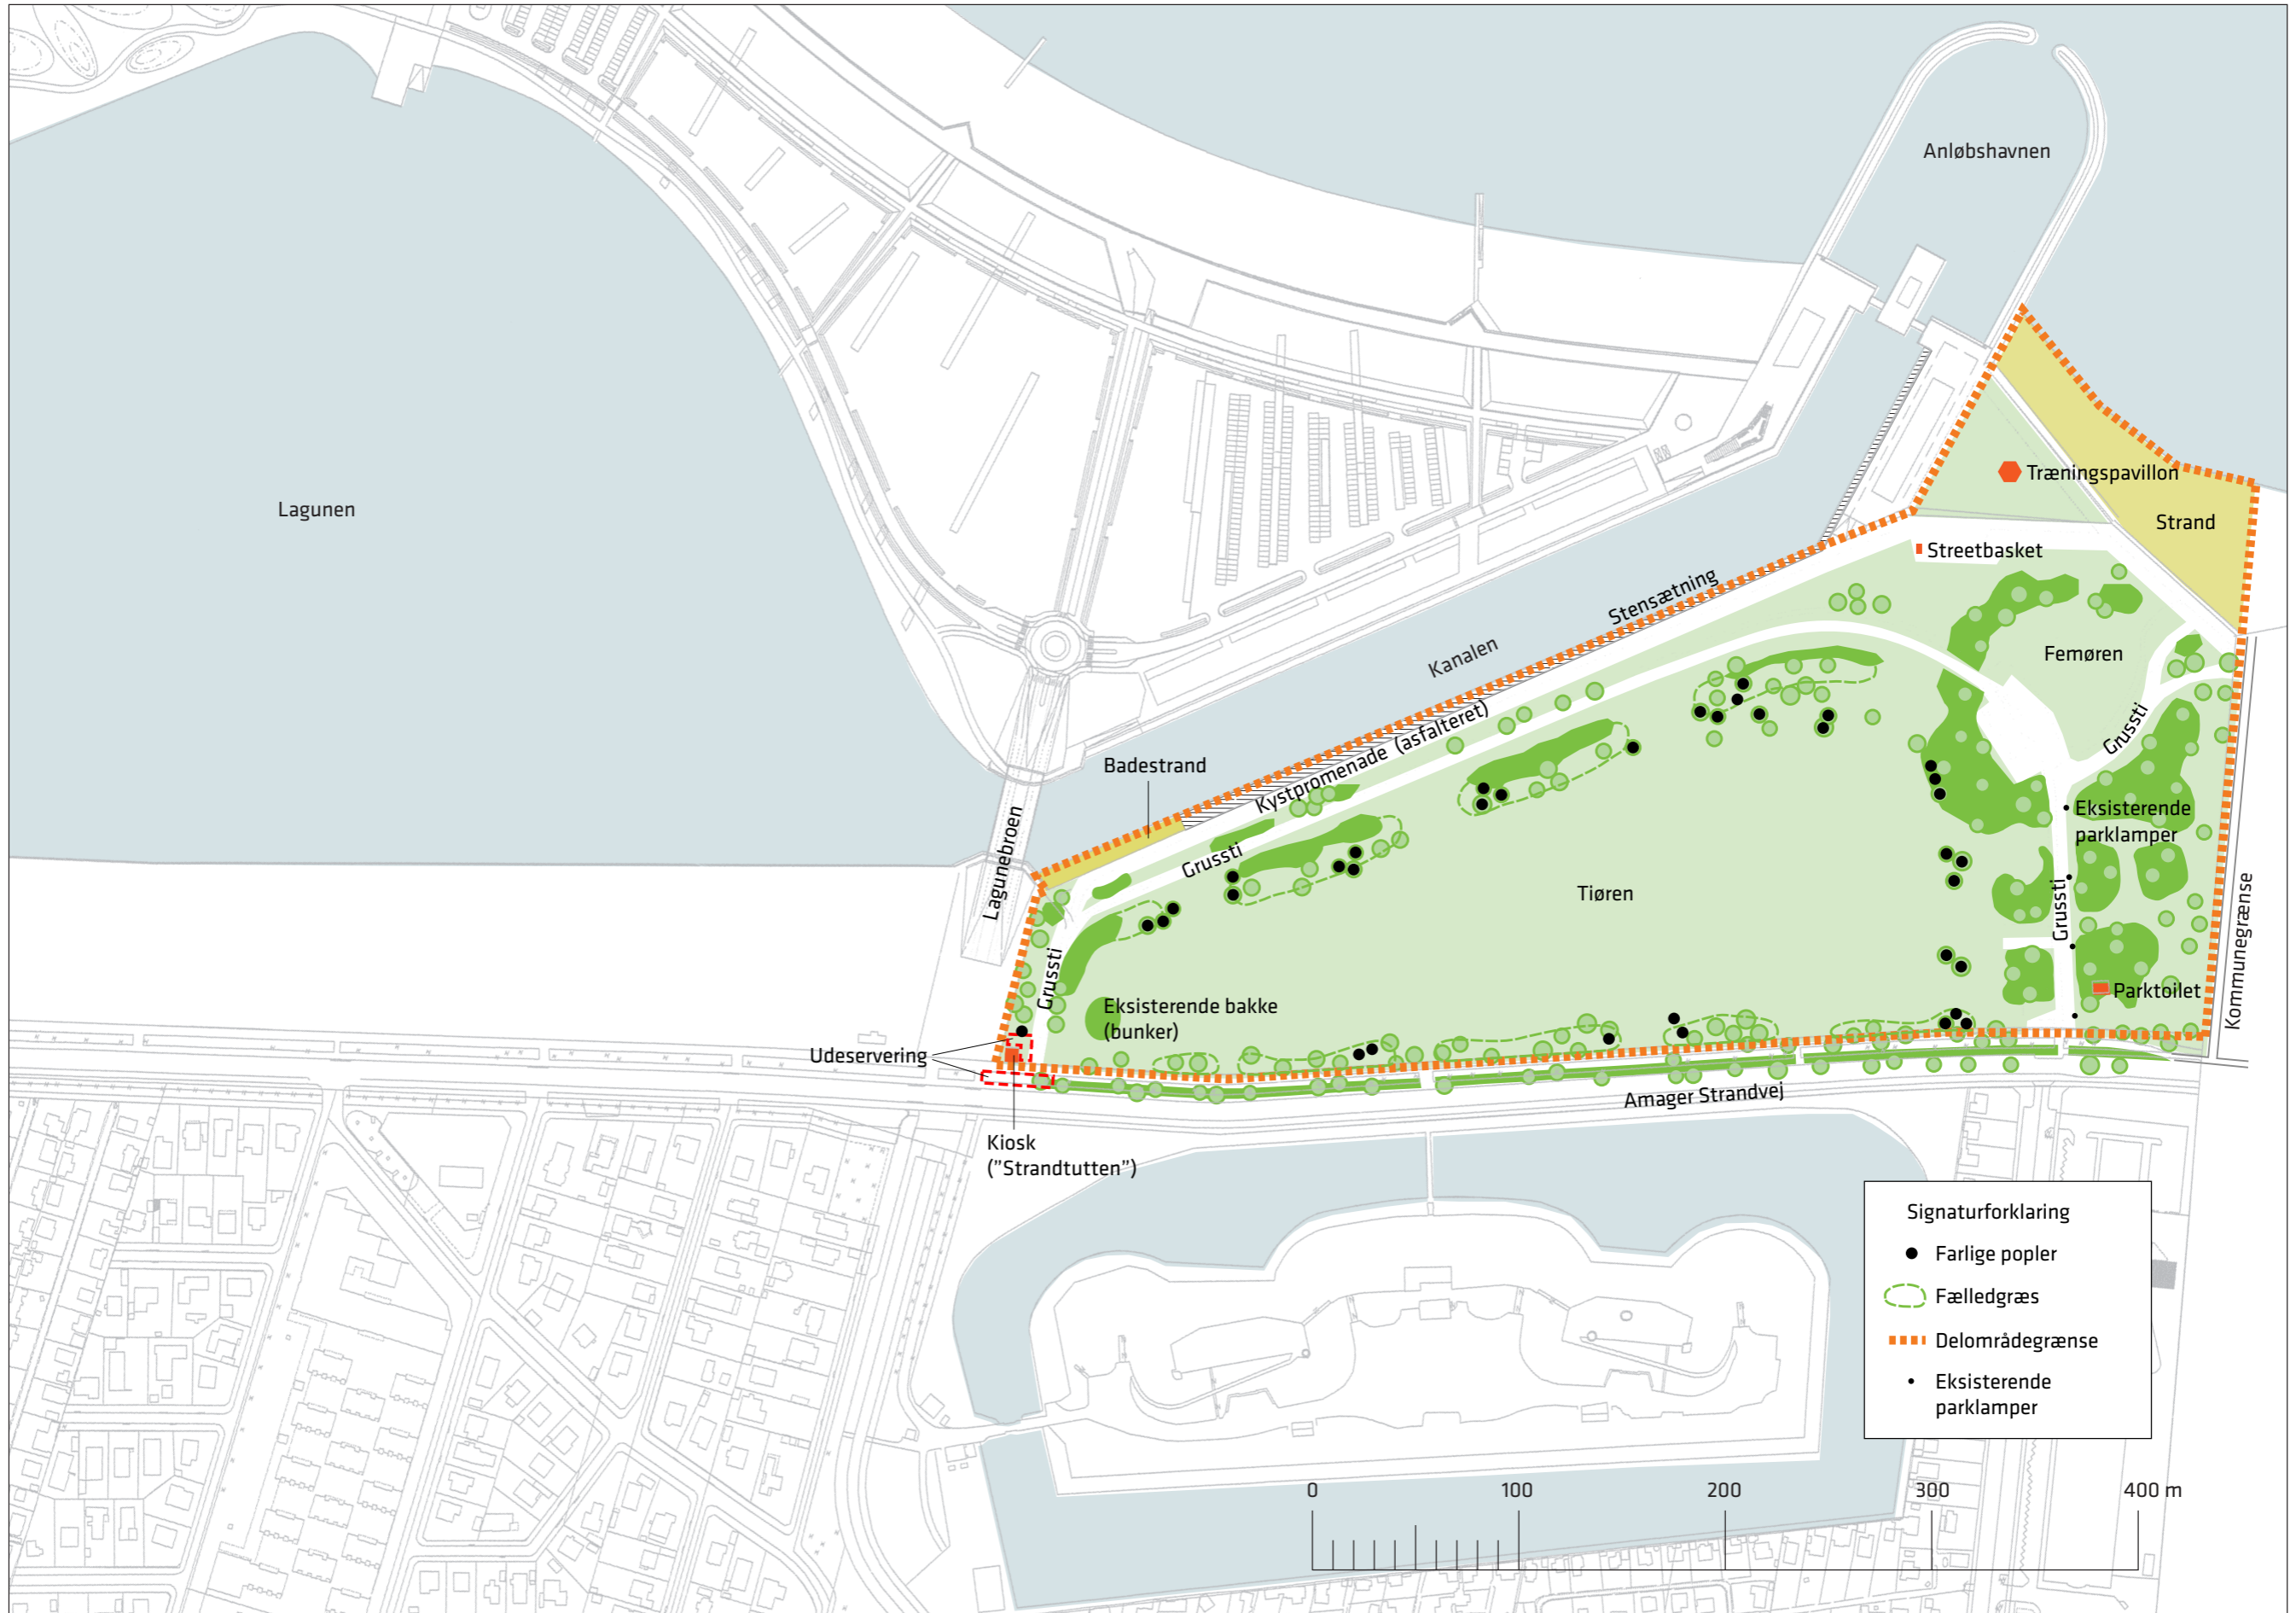 Anløbshavnen
Lagunen
Træningspavillon
Strand
Streetbasket
Stensætning
Kanalen
Femøren
Kystpromenade (asfalteret)
Grussti
Badestrand
Lagunebroen
Grussti
Eksisterende
parklamper
Tiøren
Grussti
Kommunegrænse
Grussti
Parktoilet
Eksisterende bakke
(bunker)
Udeservering
Amager Strandvej
Kiosk
(”Strandtutten”)
Signaturforklaring
Farlige popler
Fælledgræs
Delområdegrænse
Eksisterende
parklamper
0 100 200 300 400 m